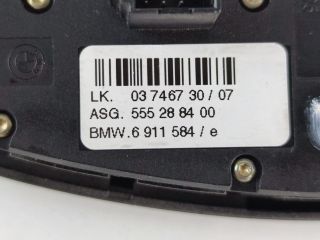 LK. 03 7467 30 / 07
ASG. 555 28 84 00
BMW. 6 911 584 / e